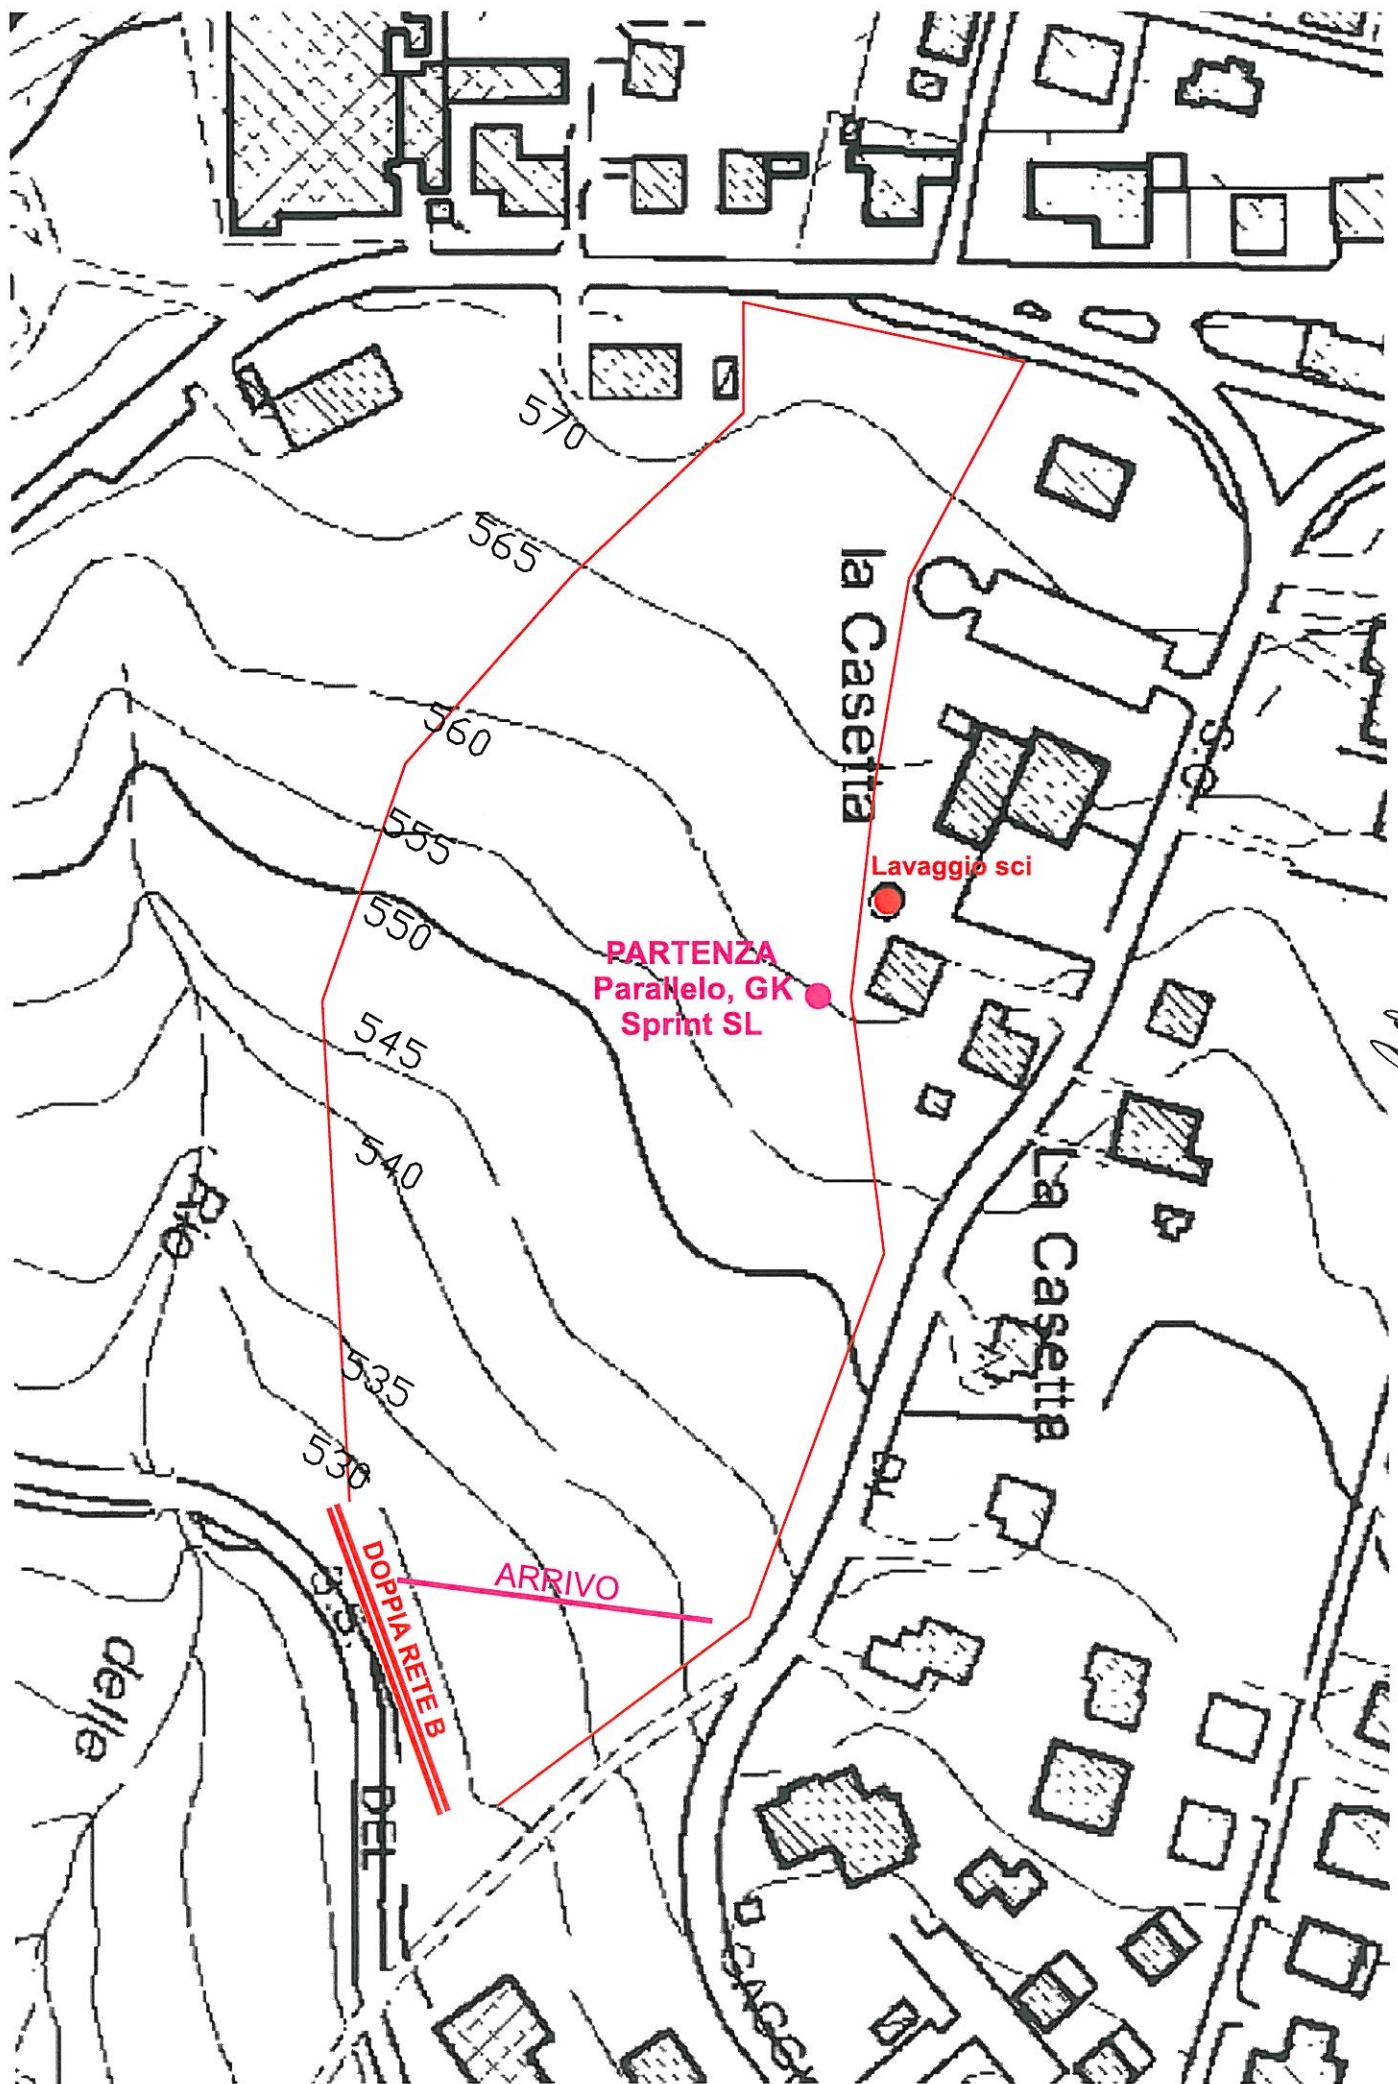 570
565
la Casetta
560
555
Lavaggio sci
550
PARTENZA
Parallelo, GK
Sprint SL
545
540
La Casetta
535
530
ARRIVO
DOPPIA RETE B
S.S.
delle
DEL